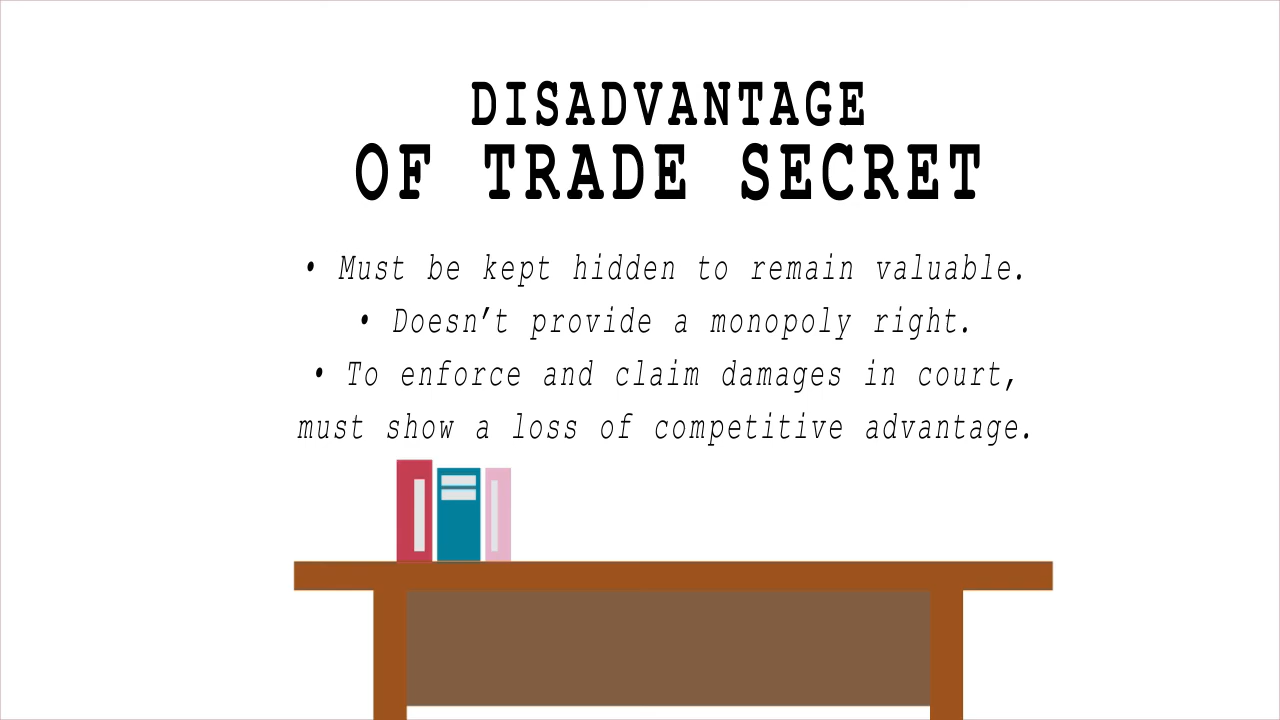 DISADVANTAGE
OF TRADE SECRET
• Must be kept hidden to remain valuable.
• Doesn’t provide a monopoly right.
• To enforce and claim damages in court,
must show a loss of competitive advantage.